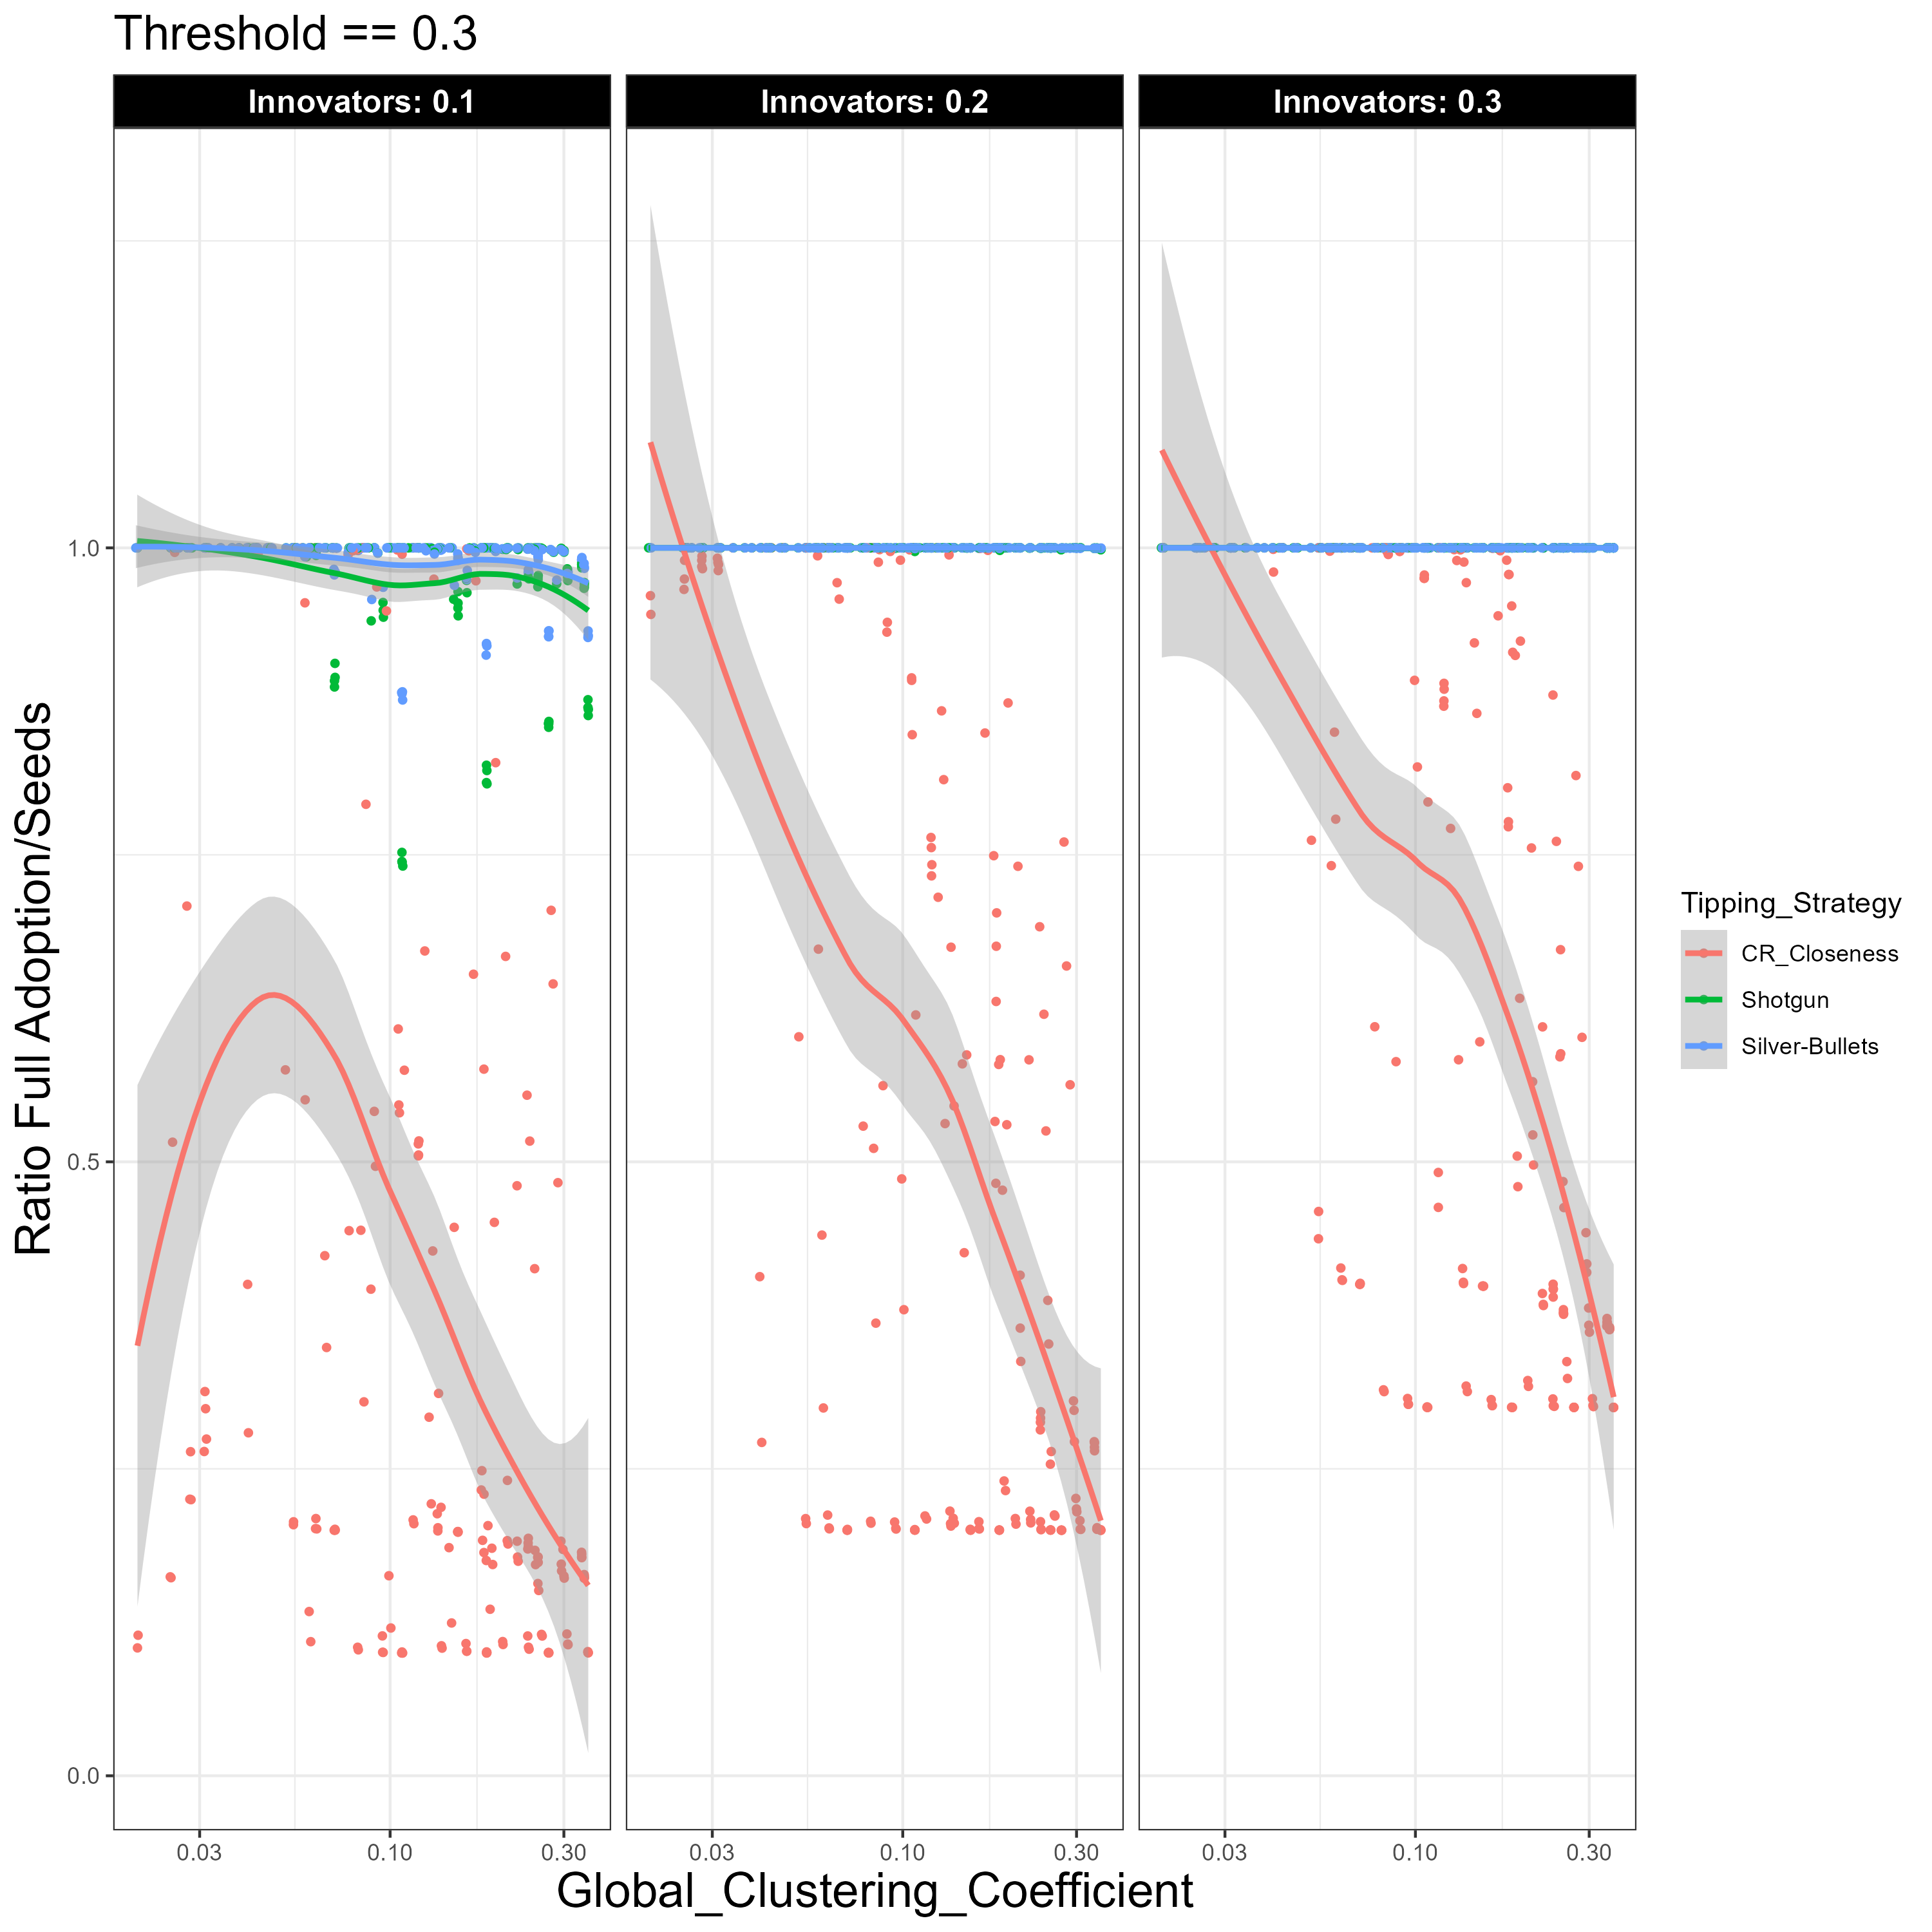 Threshold == 0.3
Innovators: 0.1
Innovators: 0.2
Innovators: 0.3
Ratio Full Adoption/Seeds
1.0
0.5
0.0
0.03 0.10 0.30
0.03 0.10 0.30
0.03 0.10 0.30
Global_Clustering_Coefficient
Tipping_Strategy
CR_Closeness
Shotgun
Silver-Bullets